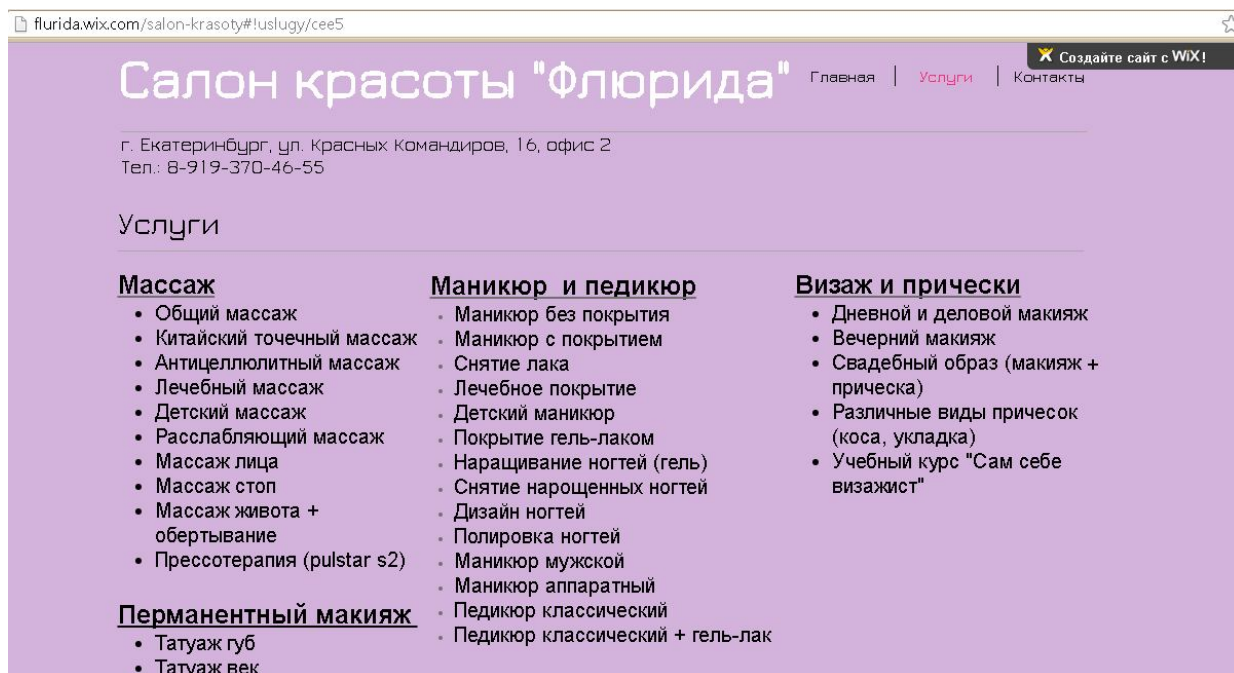 flurida.wix.com/salon-krasoty#!uslugy/cee5
Создайте сайт с WiX!
Салон красоты "Флюрида"
Главная | Услуги | Контакты
г. Екатеринбург, ул. Красных Командиров, 16, офис 2
Тел.: 8-919-370-46-55
Услуги
Массаж
• Общий массаж
• Китайский точечный массаж
• Антицеллюлитный массаж
• Лечебный массаж
• Детский массаж
• Расслабляющий массаж
• Массаж лица
• Массаж стоп
• Массаж живота +
обертывание
• Прессотерапия (pulstar s2)
Перманентный макияж
• Татуаж губ
• Татуаж век
Маникюр и педикюр
• Маникюр без покрытия
• Маникюр с покрытием
• Снятие лака
• Лечебное покрытие
• Детский маникюр
• Покрытие гель-лаком
• Наращивание ногтей (гель)
• Снятие нарощенных ногтей
• Дизайн ногтей
• Полировка ногтей
• Маникюр мужской
• Маникюр аппаратный
• Педикюр классический
• Педикюр классический + гель-лак
Визаж и прически
• Дневной и деловой макияж
• Вечерний макияж
• Свадебный образ (макияж +
прическа)
• Различные виды причесок
(коса, укладка)
• Учебный курс "Сам себе
визажист"